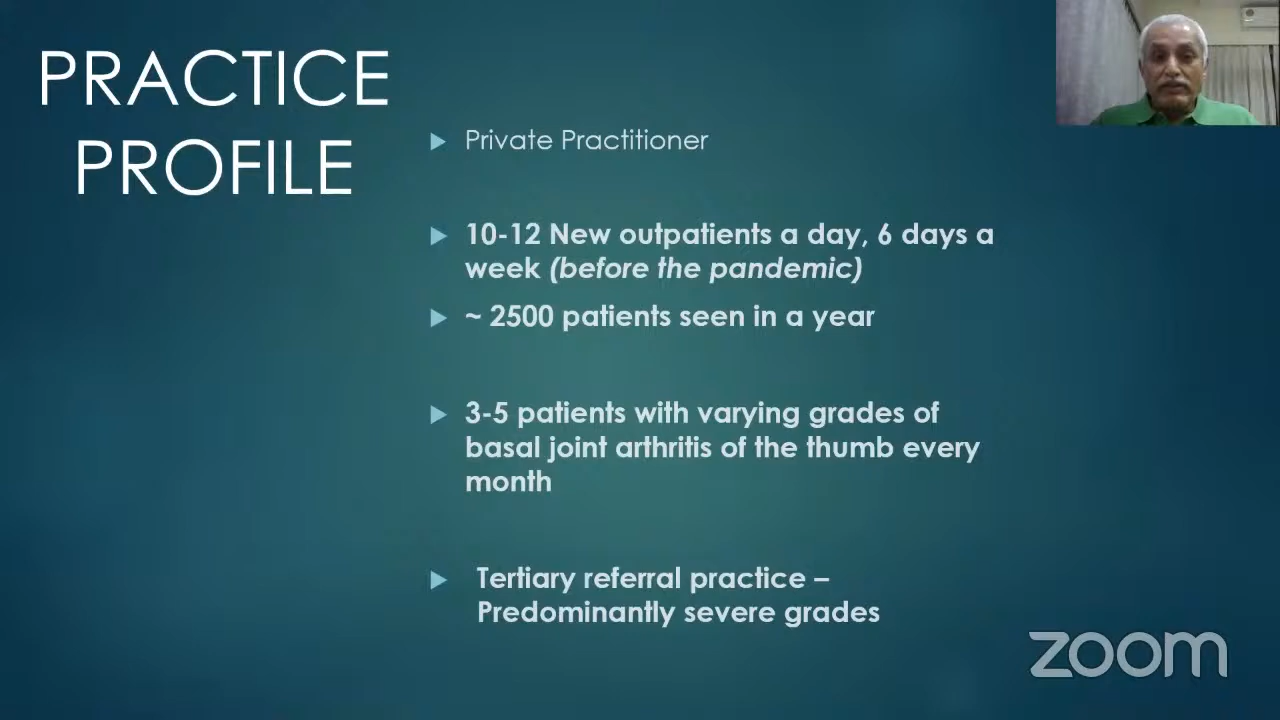 PRACTICE
PROFILE
Private Practitioner
10-12 New outpatients a day, 6 days a
week (before the pandemic)
~ 2500 patients seen in a year
3-5 patients with varying grades of
basal joint arthritis of the thumb every
month
Tertiary referral practice –
Predominantly severe grades
zoom